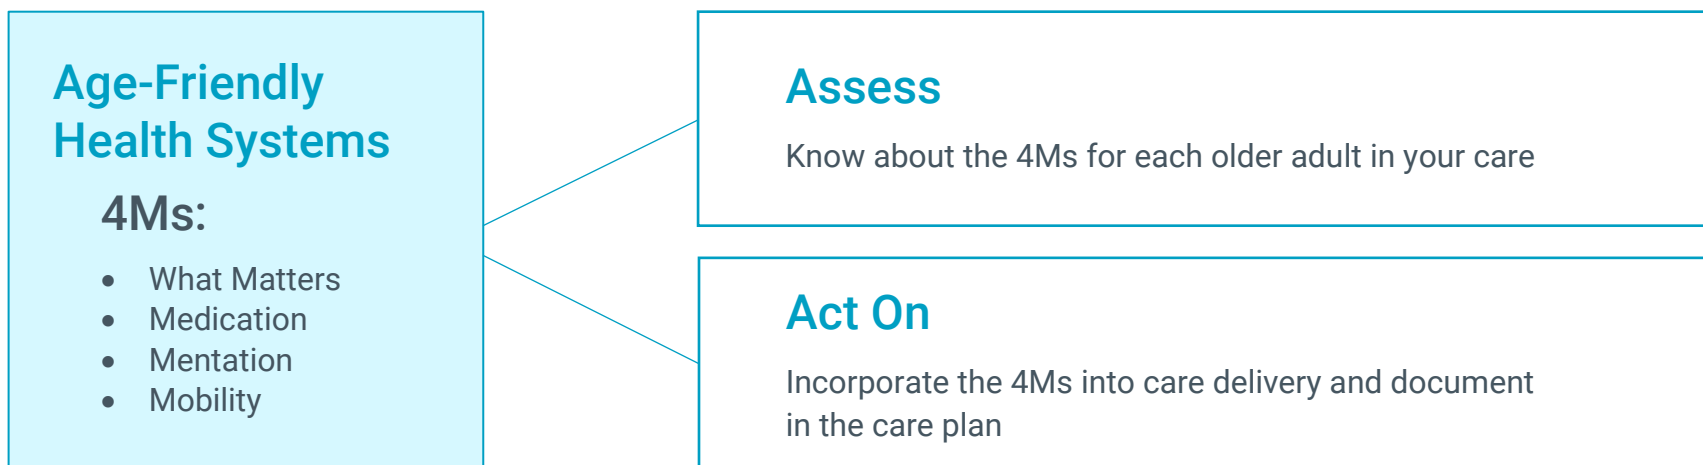 Age-Friendly
Health Systems
4Ms:
• What Matters
• Medication
• Mentation
• Mobility
Assess
Know about the 4Ms for each older adult in your care
Act On
Incorporate the 4Ms into care delivery and document
in the care plan